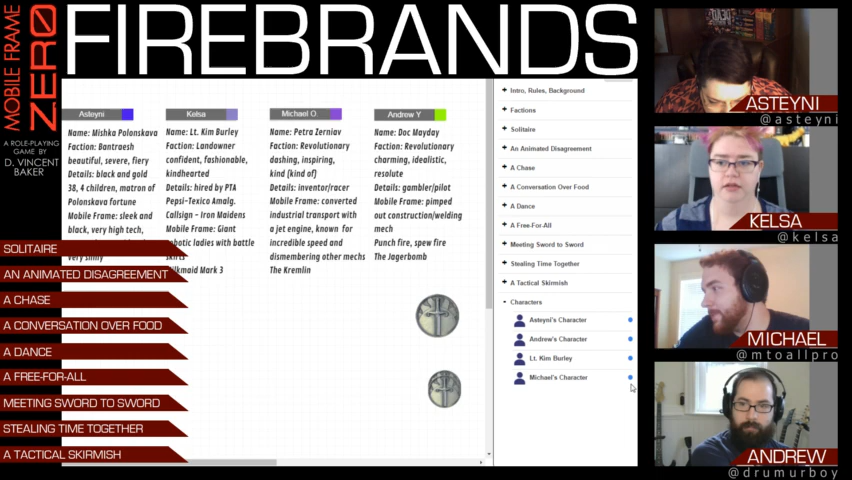 MOBILE FRAME
ZERO
A ROLE-PLAYING
GAME BY
D. VINCENT
BAKER
FIREBRANDS
Asteyni
Name: Mishka Polonskava
Faction: Bantraesh
beautiful, severe, fiery
Details: black and gold
38, 4 children, matron of
Polonskava fortune
Mobile Frame: sleek and
black, very high tech,
very shiny
Kelsa
Name: Lt. Kim Burley
Faction: Landowner
confident, fashionable,
kindhearted
Details: hired by PTA
Pepsi-Texico Amalg.
Callsign - Iron Maidens
Mobile Frame: Giant
robotic ladies with battle
skirts
Milkmaid Mark 3
Michael O.
Name: Petra Zerniav
Faction: Revolutionary
dashing, inspiring,
kind (kind of)
Details: inventor/racer
Mobile Frame: converted
industrial transport with
a jet engine, known for
incredible speed and
dismembering other mechs
The Kremlin
Andrew Y
Name: Doc Mayday
Faction: Revolutionary
charming, idealistic,
resolute
Details: gambler/pilot
Mobile Frame: pimped
out construction/welding
mech
Punch fire, spew fire
The Jagerbomb
SOLITAIRE
AN ANIMATED DISAGREEMENT
A CHASE
A CONVERSATION OVER FOOD
A DANCE
A FREE-FOR-ALL
MEETING SWORD TO SWORD
STEALING TIME TOGETHER
A TACTICAL SKIRMISH
Intro, Rules, Background
Factions
Solitaire
An Animated Disagreement
A Chase
A Conversation Over Food
A Dance
A Free-For-All
Meeting Sword to Sword
Stealing Time Together
A Tactical Skirmish
Characters
Asteyni's Character
Andrew's Character
Lt. Kim Burley
Michael's Character
ASTEYNI
@asteyni
KELSA
@kelsa
MICHAEL
@mtoallpro
ANDREW
@drumurboy